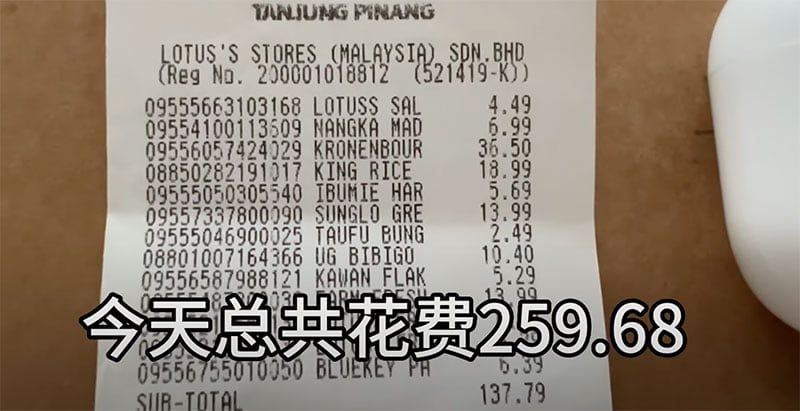 TANJUNG PINANG
LOTUS'S STORES (MALAYSIA) SDN.BHD
(Reg No. 200001018812 (521419-K))
09555663103168 LOTUSS SAL 4.49
09554100113609 NANGKA MAD 6.99
09556057424029 KRONENBOUR 36.50
08850282191017 KING RICE 18.99
09555050305540 IBUMIE HAR 5.69
09557337800090 SUNGLO GRE 13.99
09555046900025 TAUFU BUNG 2.49
08801007164366 UG BIBIGO 10.40
09556587988121 KAWAN FLAK 5.29
13.99
今天总共花费259.68
09556755010050 BLUEKEY PA 6.39
SUB-TOTAL 137.79